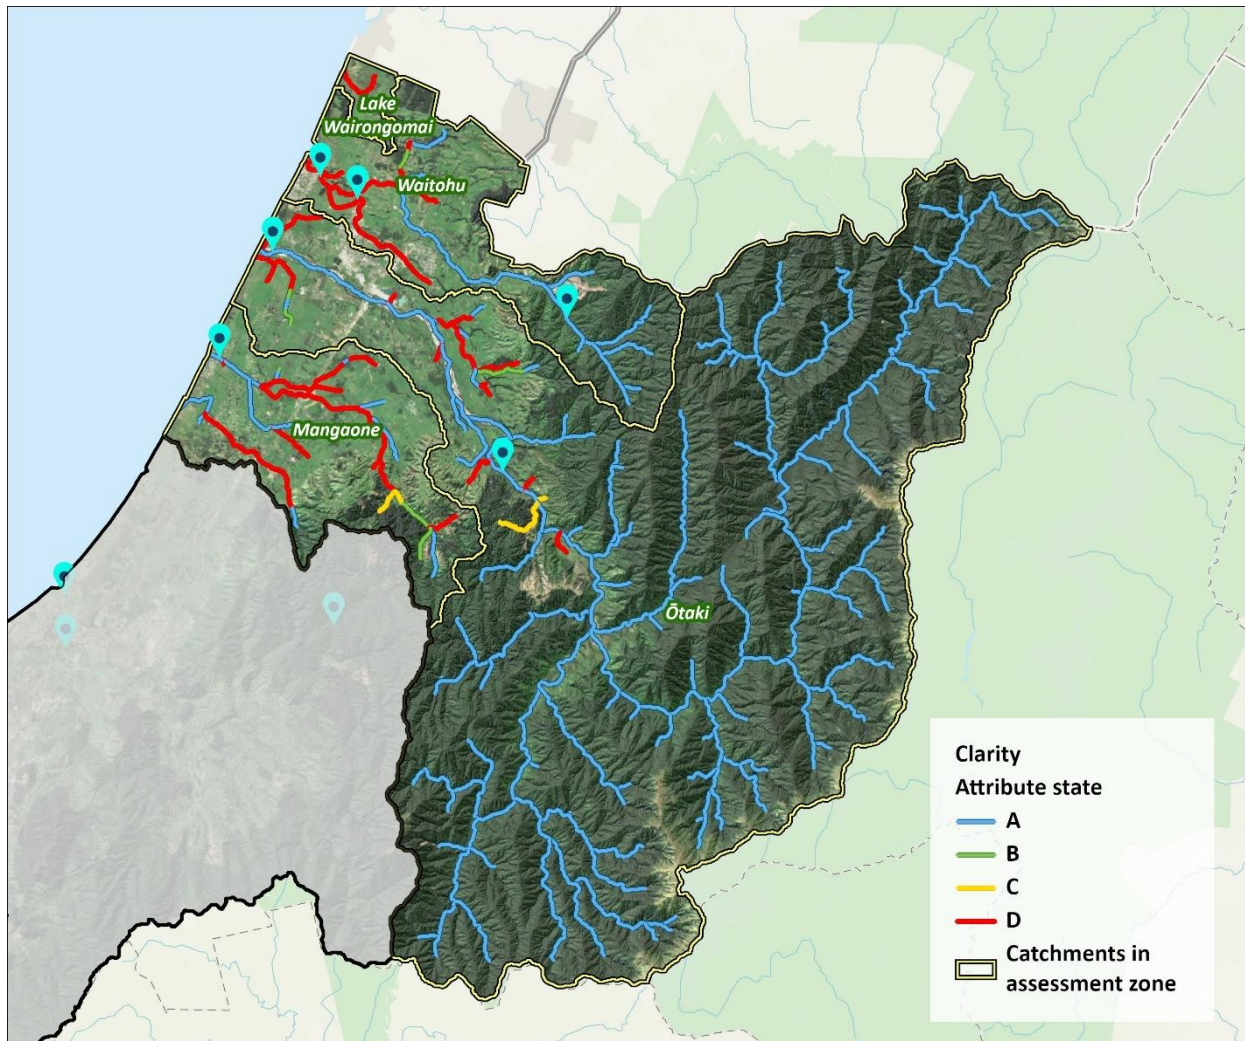 Lake
Wairongomai
Waitohu
Mangaone
Ōtaki
Clarity
Attribute state
A
B
C
D
Catchments in
assessment zone